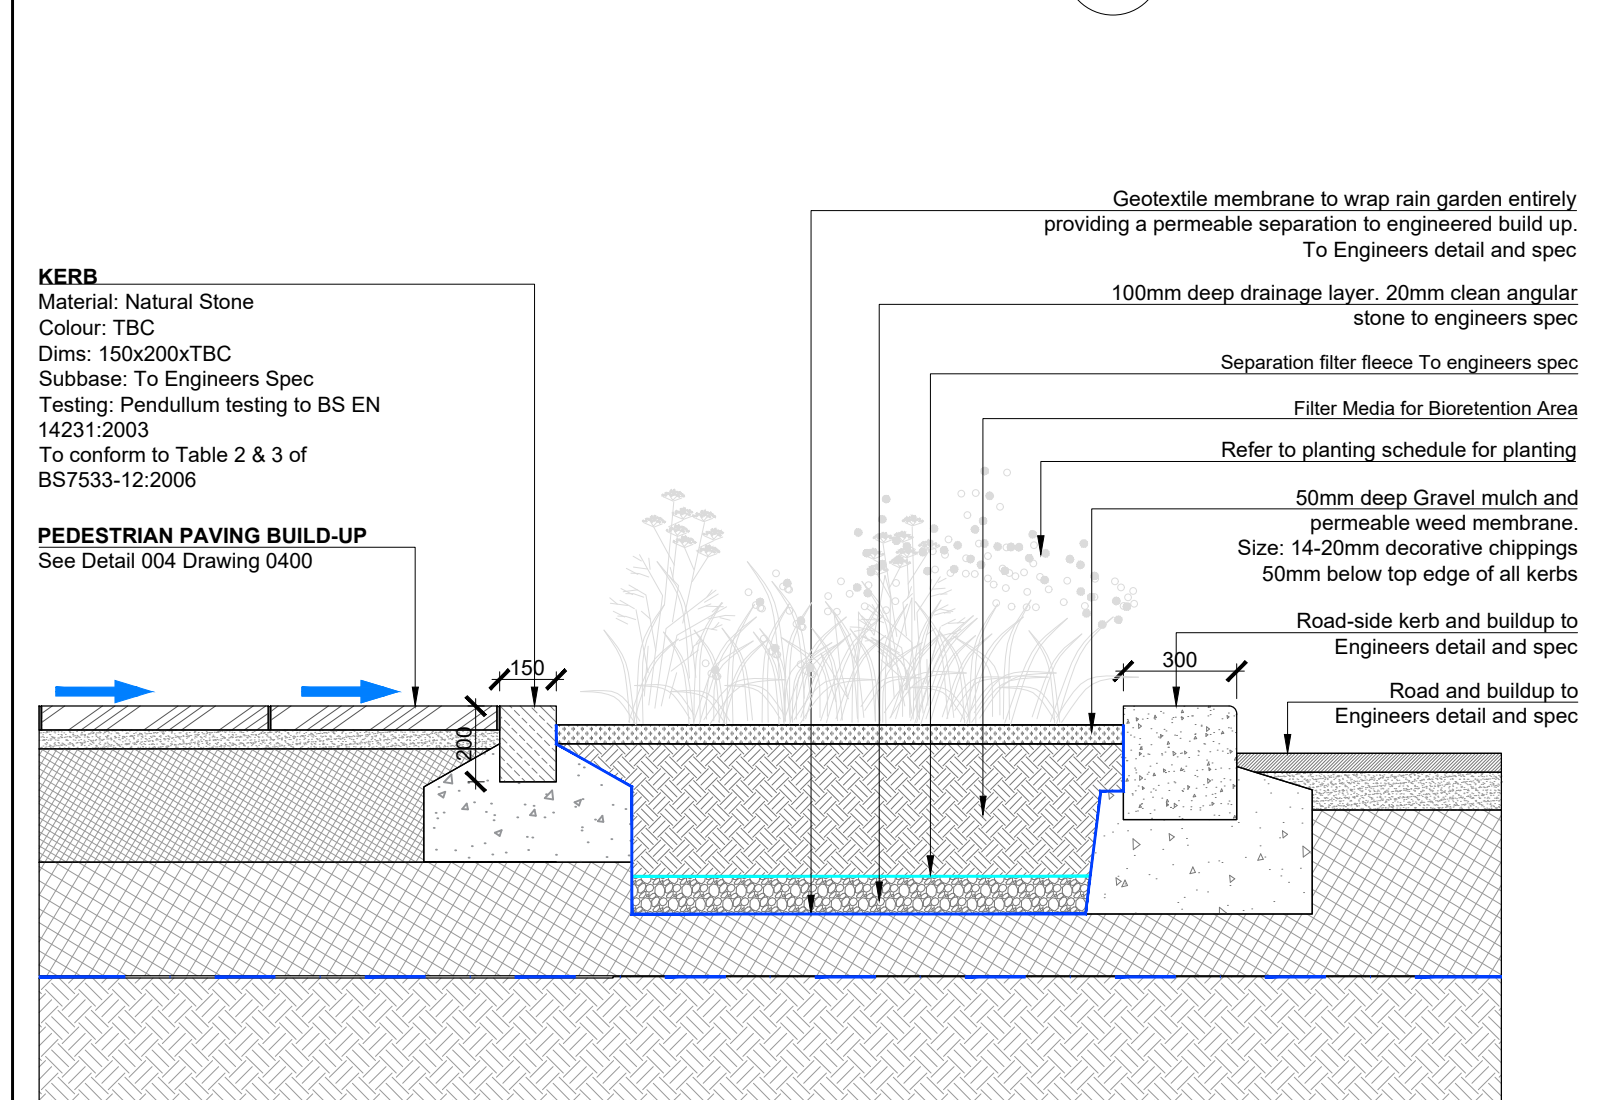 KERB
Material: Natural Stone
Colour: TBC
Dims: 150x200xTBC
Subbase: To Engineers Spec
Testing: Pendullum testing to BS EN
14231:2003
To conform to Table 2 & 3 of
BS7533-12:2006
PEDESTRIAN PAVING BUILD-UP
See Detail 004 Drawing 0400
Geotextile membrane to wrap rain garden entirely
providing a permeable separation to engineered build up.
To Engineers detail and spec
100mm deep drainage layer. 20mm clean angular
stone to engineers spec
Separation filter fleece To engineers spec
Filter Media for Bioretention Area
Refer to planting schedule for planting
50mm deep Gravel mulch and
permeable weed membrane.
Size: 14-20mm decorative chippings
50mm below top edge of all kerbs
Road-side kerb and buildup to
Engineers detail and spec
Road and buildup to
Engineers detail and spec
150
200
300